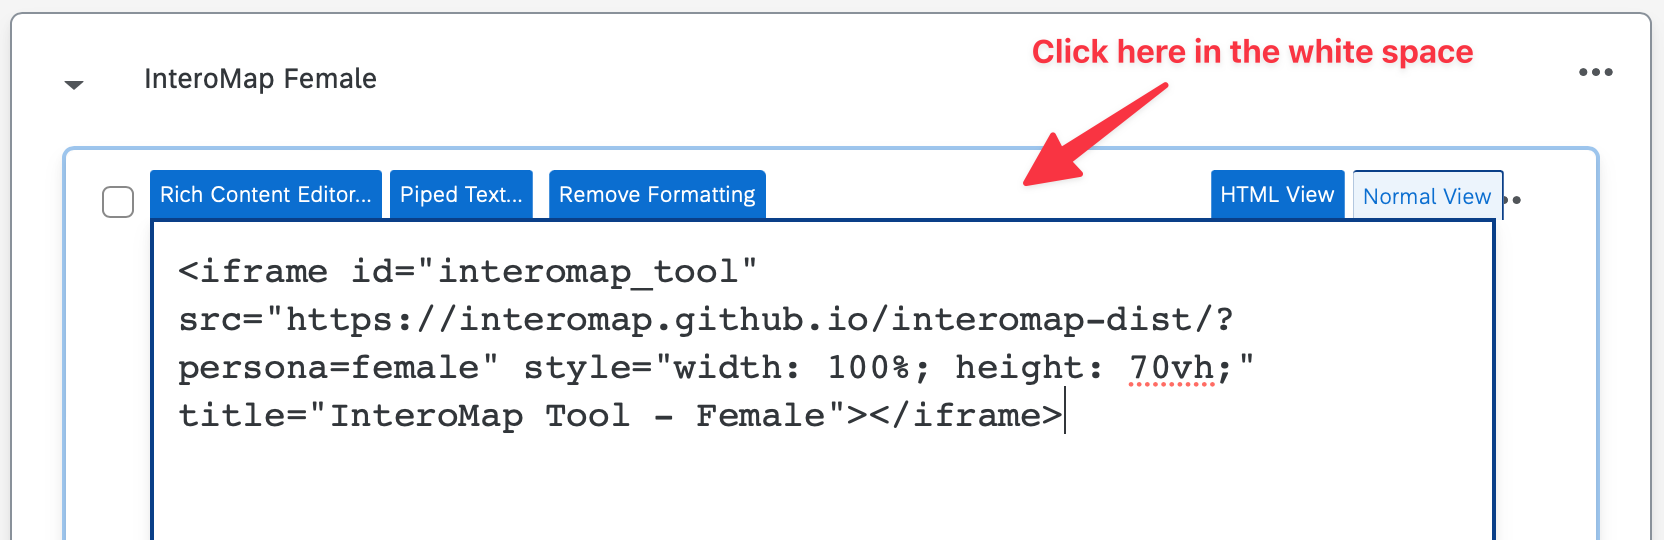 Click here in the white space
InteroMap Female
Rich Content Editor... Piped Text... Remove Formatting HTML View Normal View
<iframe id="interomap_tool"
src="https://interomap.github.io/interomap-dist/?
persona=female" style="width: 100%; height: 70vh;"
title="InteroMap Tool - Female"></iframe>